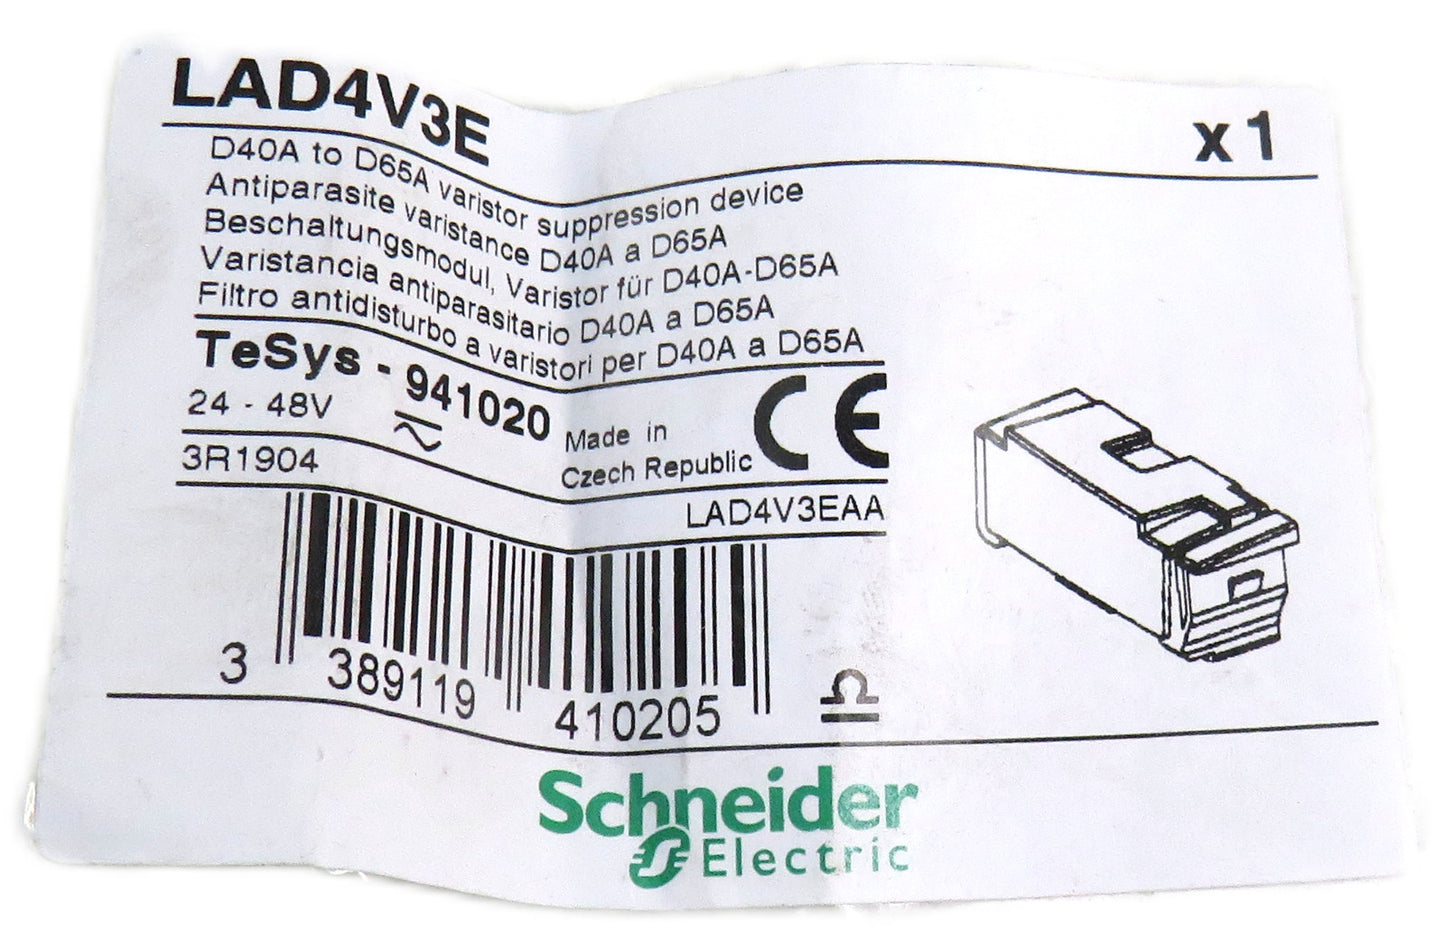 LAD4V3E
x 1
D40A to D65A varistor suppression device
Antiparasite varistance D40A a D65A
Beschaltungsmodul, Varistor für D40A-D65A
Varistancia antiparasitario D40A a D65A
Filtro antidisturbo a varistori per D40A a D65A
TeSys - 941020
24 - 48V
Made in
Czech Republic
CE
3R1904
LAD4V3EAA
3 389119 410205
Schneider
Electric